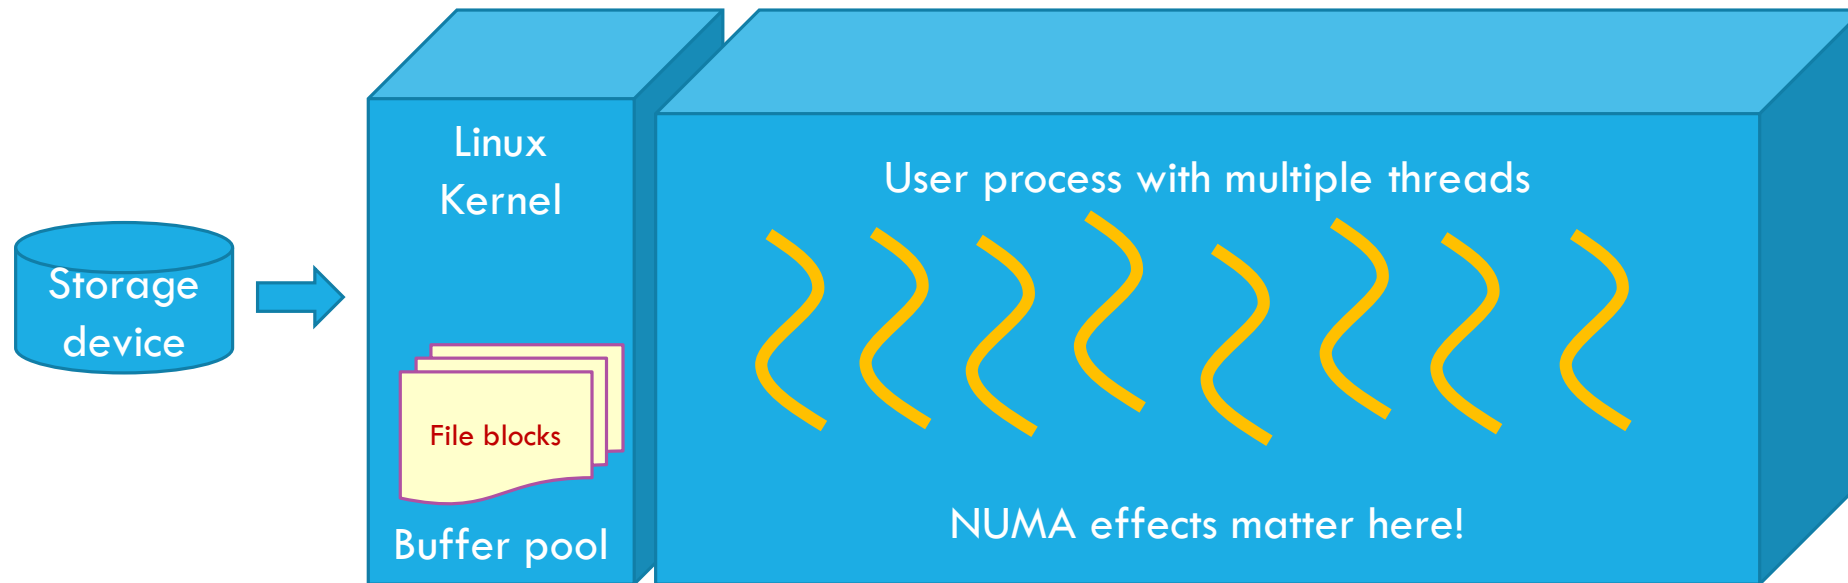 Storage
device
Linux
Kernel
File blocks
Buffer pool
User process with multiple threads
NUMA effects matter here!